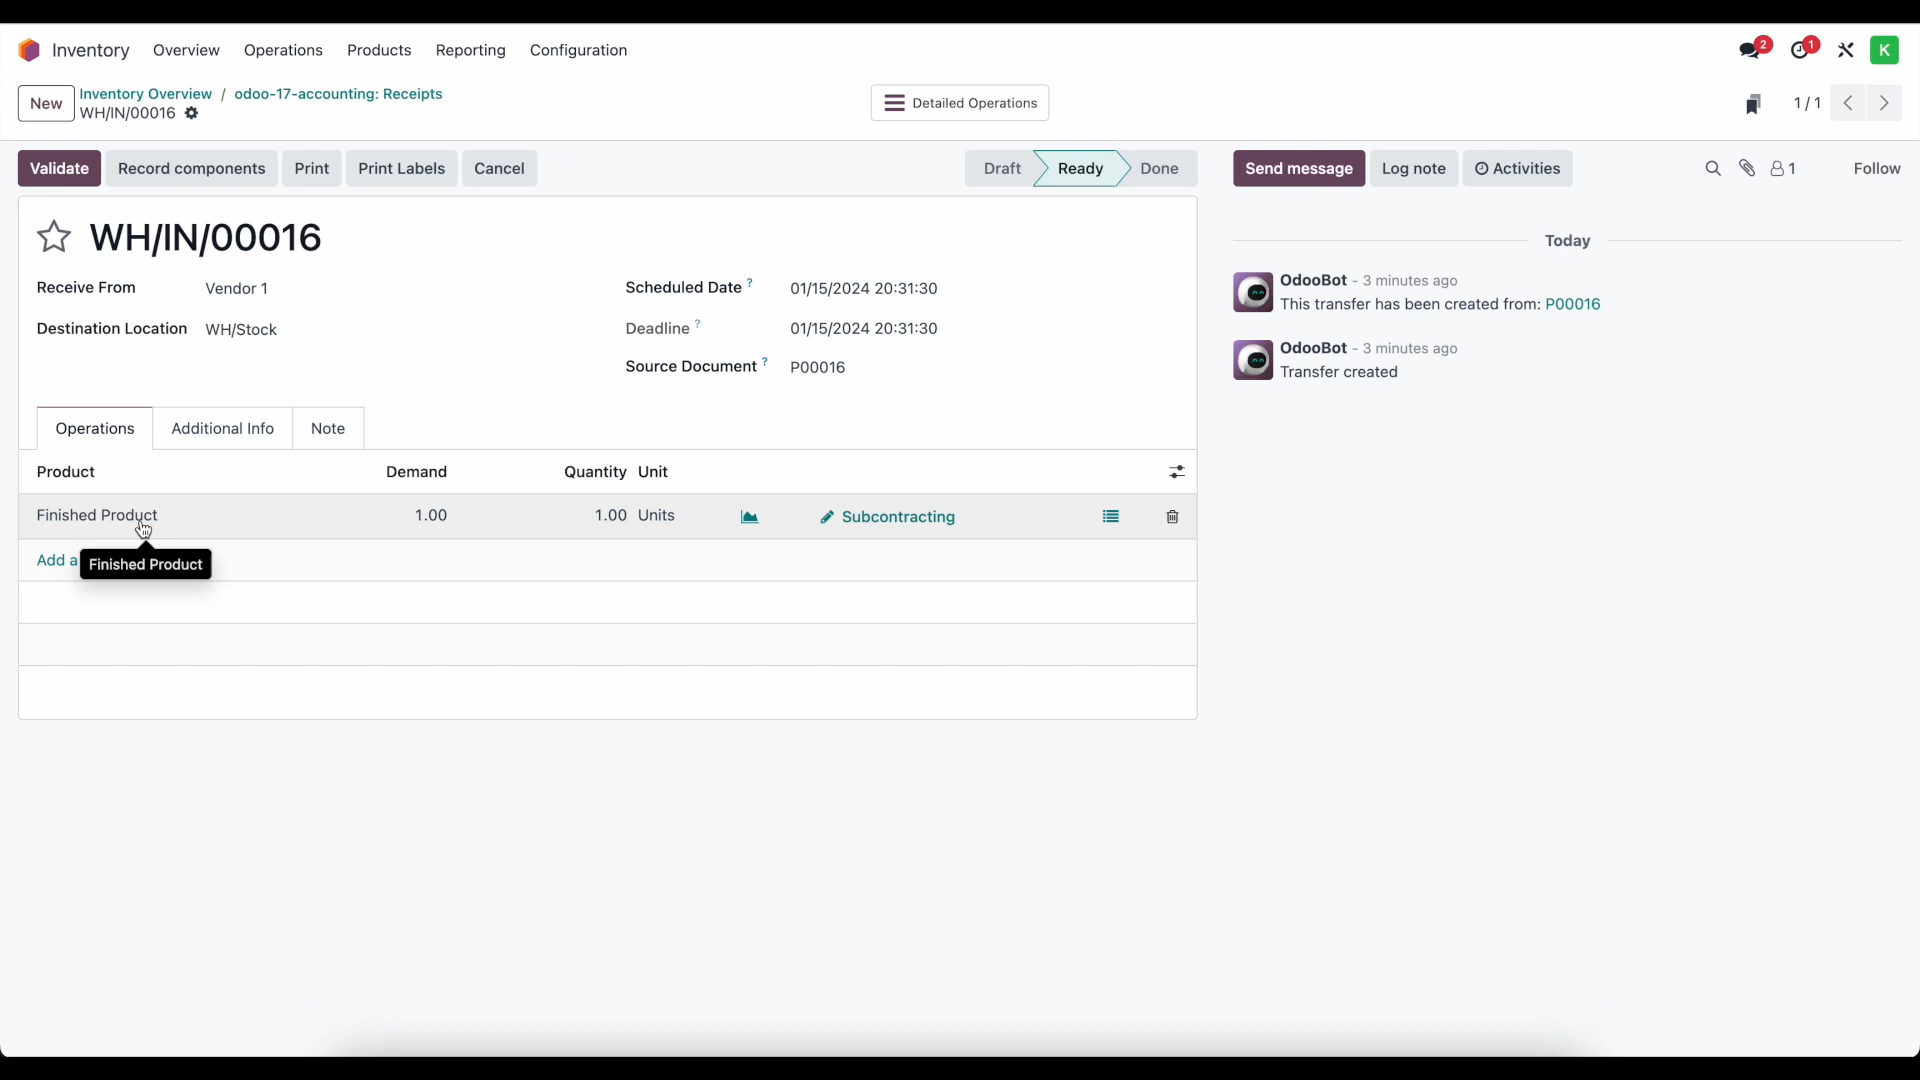 Inventory Overview Operations Products Reporting Configuration 2 1 K
New Inventory Overview / odoo-17-accounting: Receipts
WH/IN/00016 Detailed Operations 1 / 1
Validate Record components Print Print Labels Cancel Draft Ready Done Send message Log note Activities 1 Follow
WH/IN/00016
Receive From Vendor 1
Destination Location WH/Stock
Scheduled Date ? 01/15/2024 20:31:30
Deadline ? 01/15/2024 20:31:30
Source Document ? P00016
Operations Additional Info Note
Product Demand Quantity Unit
Finished Product 1.00 1.00 Units Subcontracting
Add a
Finished Product
Today
OdooBot - 3 minutes ago
This transfer has been created from: P00016
OdooBot - 3 minutes ago
Transfer created